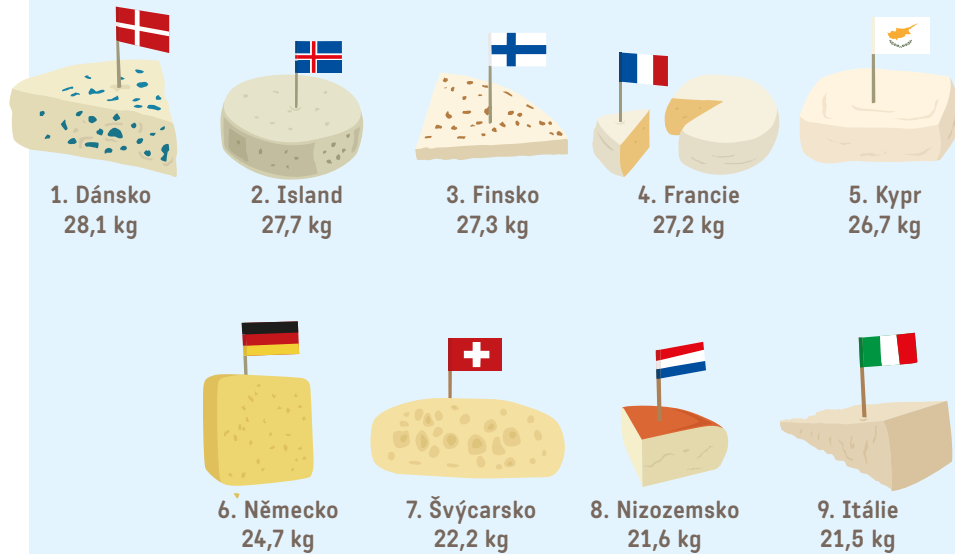 1. Dánsko
28,1 kg
2. Island
27,7 kg
3. Finsko
27,3 kg
4. Francie
27,2 kg
5. Kypr
26,7 kg
6. Německo
24,7 kg
7. Švýcarsko
22,2 kg
8. Nizozemsko
21,6 kg
9. Itálie
21,5 kg